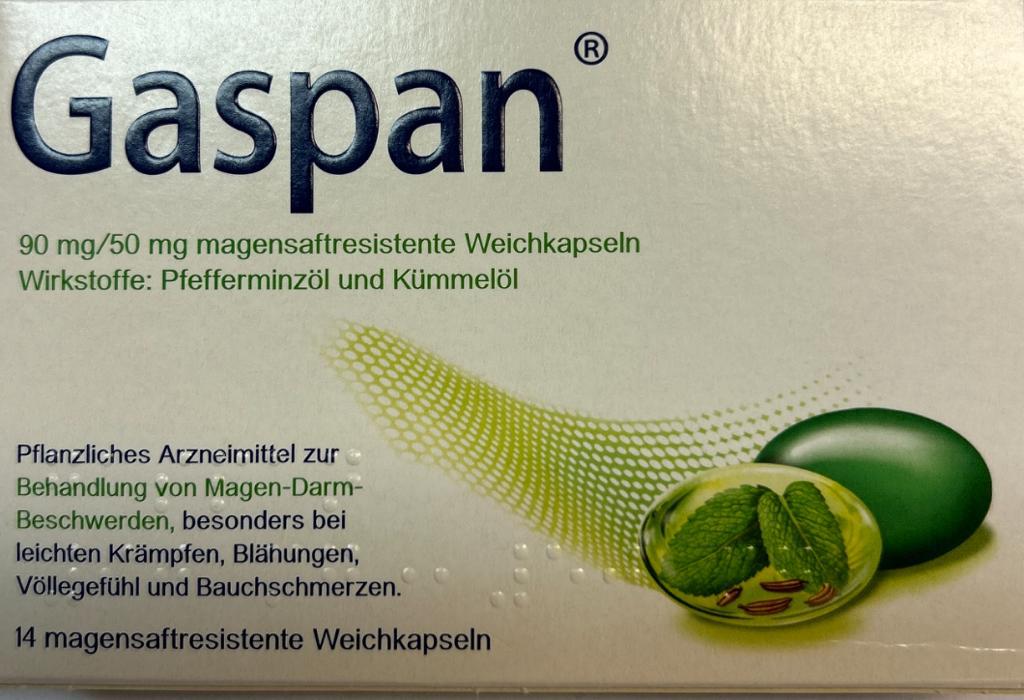 Gaspan®
90 mg/50 mg magensaftresistente Weichkapseln
Wirkstoffe: Pfefferminzöl und Kümmelöl
Pflanzliches Arzneimittel zur
Behandlung von Magen-Darm-
Beschwerden, besonders bei
leichten Krämpfen, Blähungen,
Völlegefühl und Bauchschmerzen.
14 magensaftresistente Weichkapseln